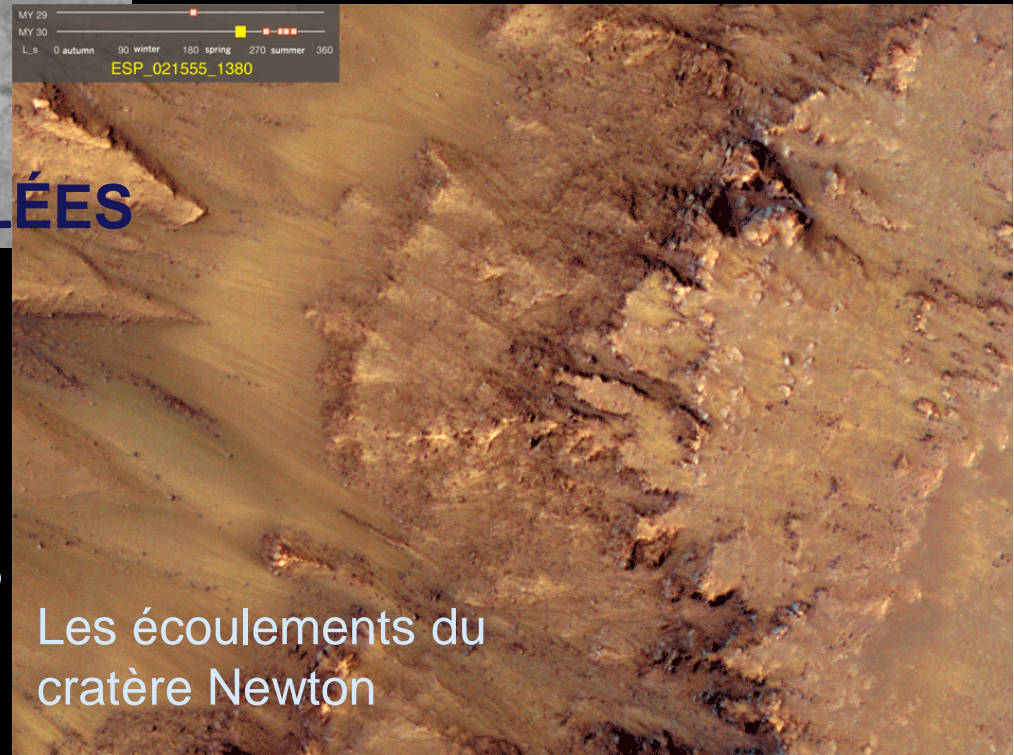 MY 29
MY 30
L_s 0 autumn 90 winter 180 spring 270 summer 360
ESP_021555_1380
ÉES
Les écoulements du
cratère Newton